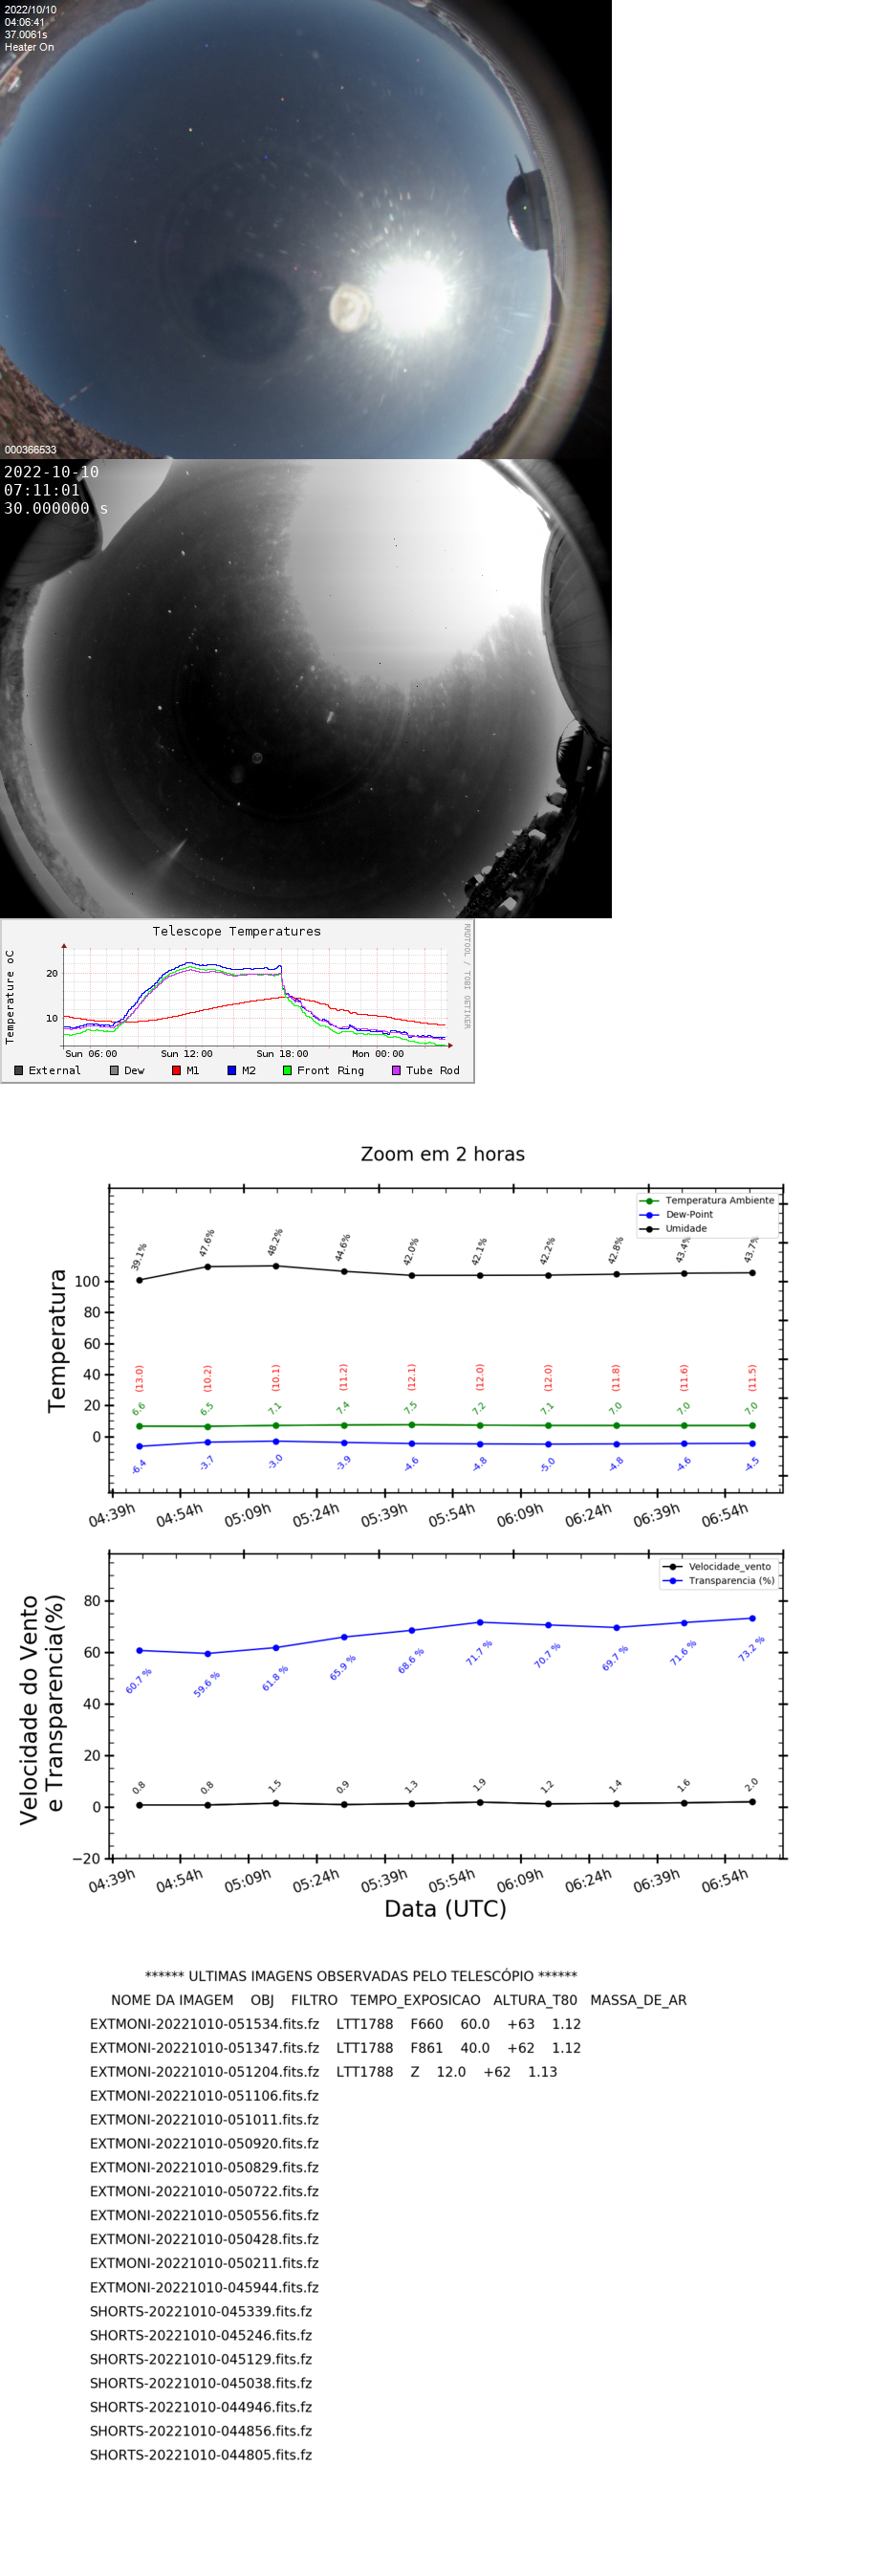 2022/10/10
04:06:41
37.0061s
Heater On
000366533
2022-10-10
07:11:01
30.000000 s
Telescope Temperatures
RRDTOOL / TOBI OETIKER
Temperature oC
20
10
Sun 06:00 Sun 12:00 Sun 18:00 Mon 00:00
External Dew M1 M2 Front Ring Tube Rod
Zoom em 2 horas
Temperatura Ambiente
Dew-Point
Umidade
39.1% 47.6% 48.2% 44.6% 42.0% 42.1% 42.2% 42.8% 43.4% 43.7%
Temperatura
100
80
60
40
20
0
(13.0) (10.2) (10.1) (11.2) (12.1) (12.0) (12.0) (11.8) (11.6) (11.5)
6.6 6.5 7.1 7.4 7.5 7.2 7.1 7.0 7.0 7.0
-6.4 -3.7 -3.0 -3.9 -4.6 -4.8 -5.0 -4.8 -4.6 -4.5
04:39h 04:54h 05:09h 05:24h 05:39h 05:54h 06:09h 06:24h 06:39h 06:54h
Velocidade_vento
Transparencia (%)
Velocidade do Vento
e Transparencia(%)
80
60
40
20
0
−20
60.7 % 59.6 % 61.8 % 65.9 % 68.6 % 71.7 % 70.7 % 69.7 % 71.6 % 73.2 %
0.8 0.8 1.5 0.9 1.3 1.9 1.2 1.4 1.6 2.0
04:39h 04:54h 05:09h 05:24h 05:39h 05:54h 06:09h 06:24h 06:39h 06:54h
Data (UTC)
****** ULTIMAS IMAGENS OBSERVADAS PELO TELESCÓPIO ******
NOME DA IMAGEM OBJ FILTRO TEMPO_EXPOSICAO ALTURA_T80 MASSA_DE_AR
EXTMONI-20221010-051534.fits.fz LTT1788 F660 60.0 +63 1.12
EXTMONI-20221010-051347.fits.fz LTT1788 F861 40.0 +62 1.12
EXTMONI-20221010-051204.fits.fz LTT1788 Z 12.0 +62 1.13
EXTMONI-20221010-051106.fits.fz
EXTMONI-20221010-051011.fits.fz
EXTMONI-20221010-050920.fits.fz
EXTMONI-20221010-050829.fits.fz
EXTMONI-20221010-050722.fits.fz
EXTMONI-20221010-050556.fits.fz
EXTMONI-20221010-050428.fits.fz
EXTMONI-20221010-050211.fits.fz
EXTMONI-20221010-045944.fits.fz
SHORTS-20221010-045339.fits.fz
SHORTS-20221010-045246.fits.fz
SHORTS-20221010-045129.fits.fz
SHORTS-20221010-045038.fits.fz
SHORTS-20221010-044946.fits.fz
SHORTS-20221010-044856.fits.fz
SHORTS-20221010-044805.fits.fz